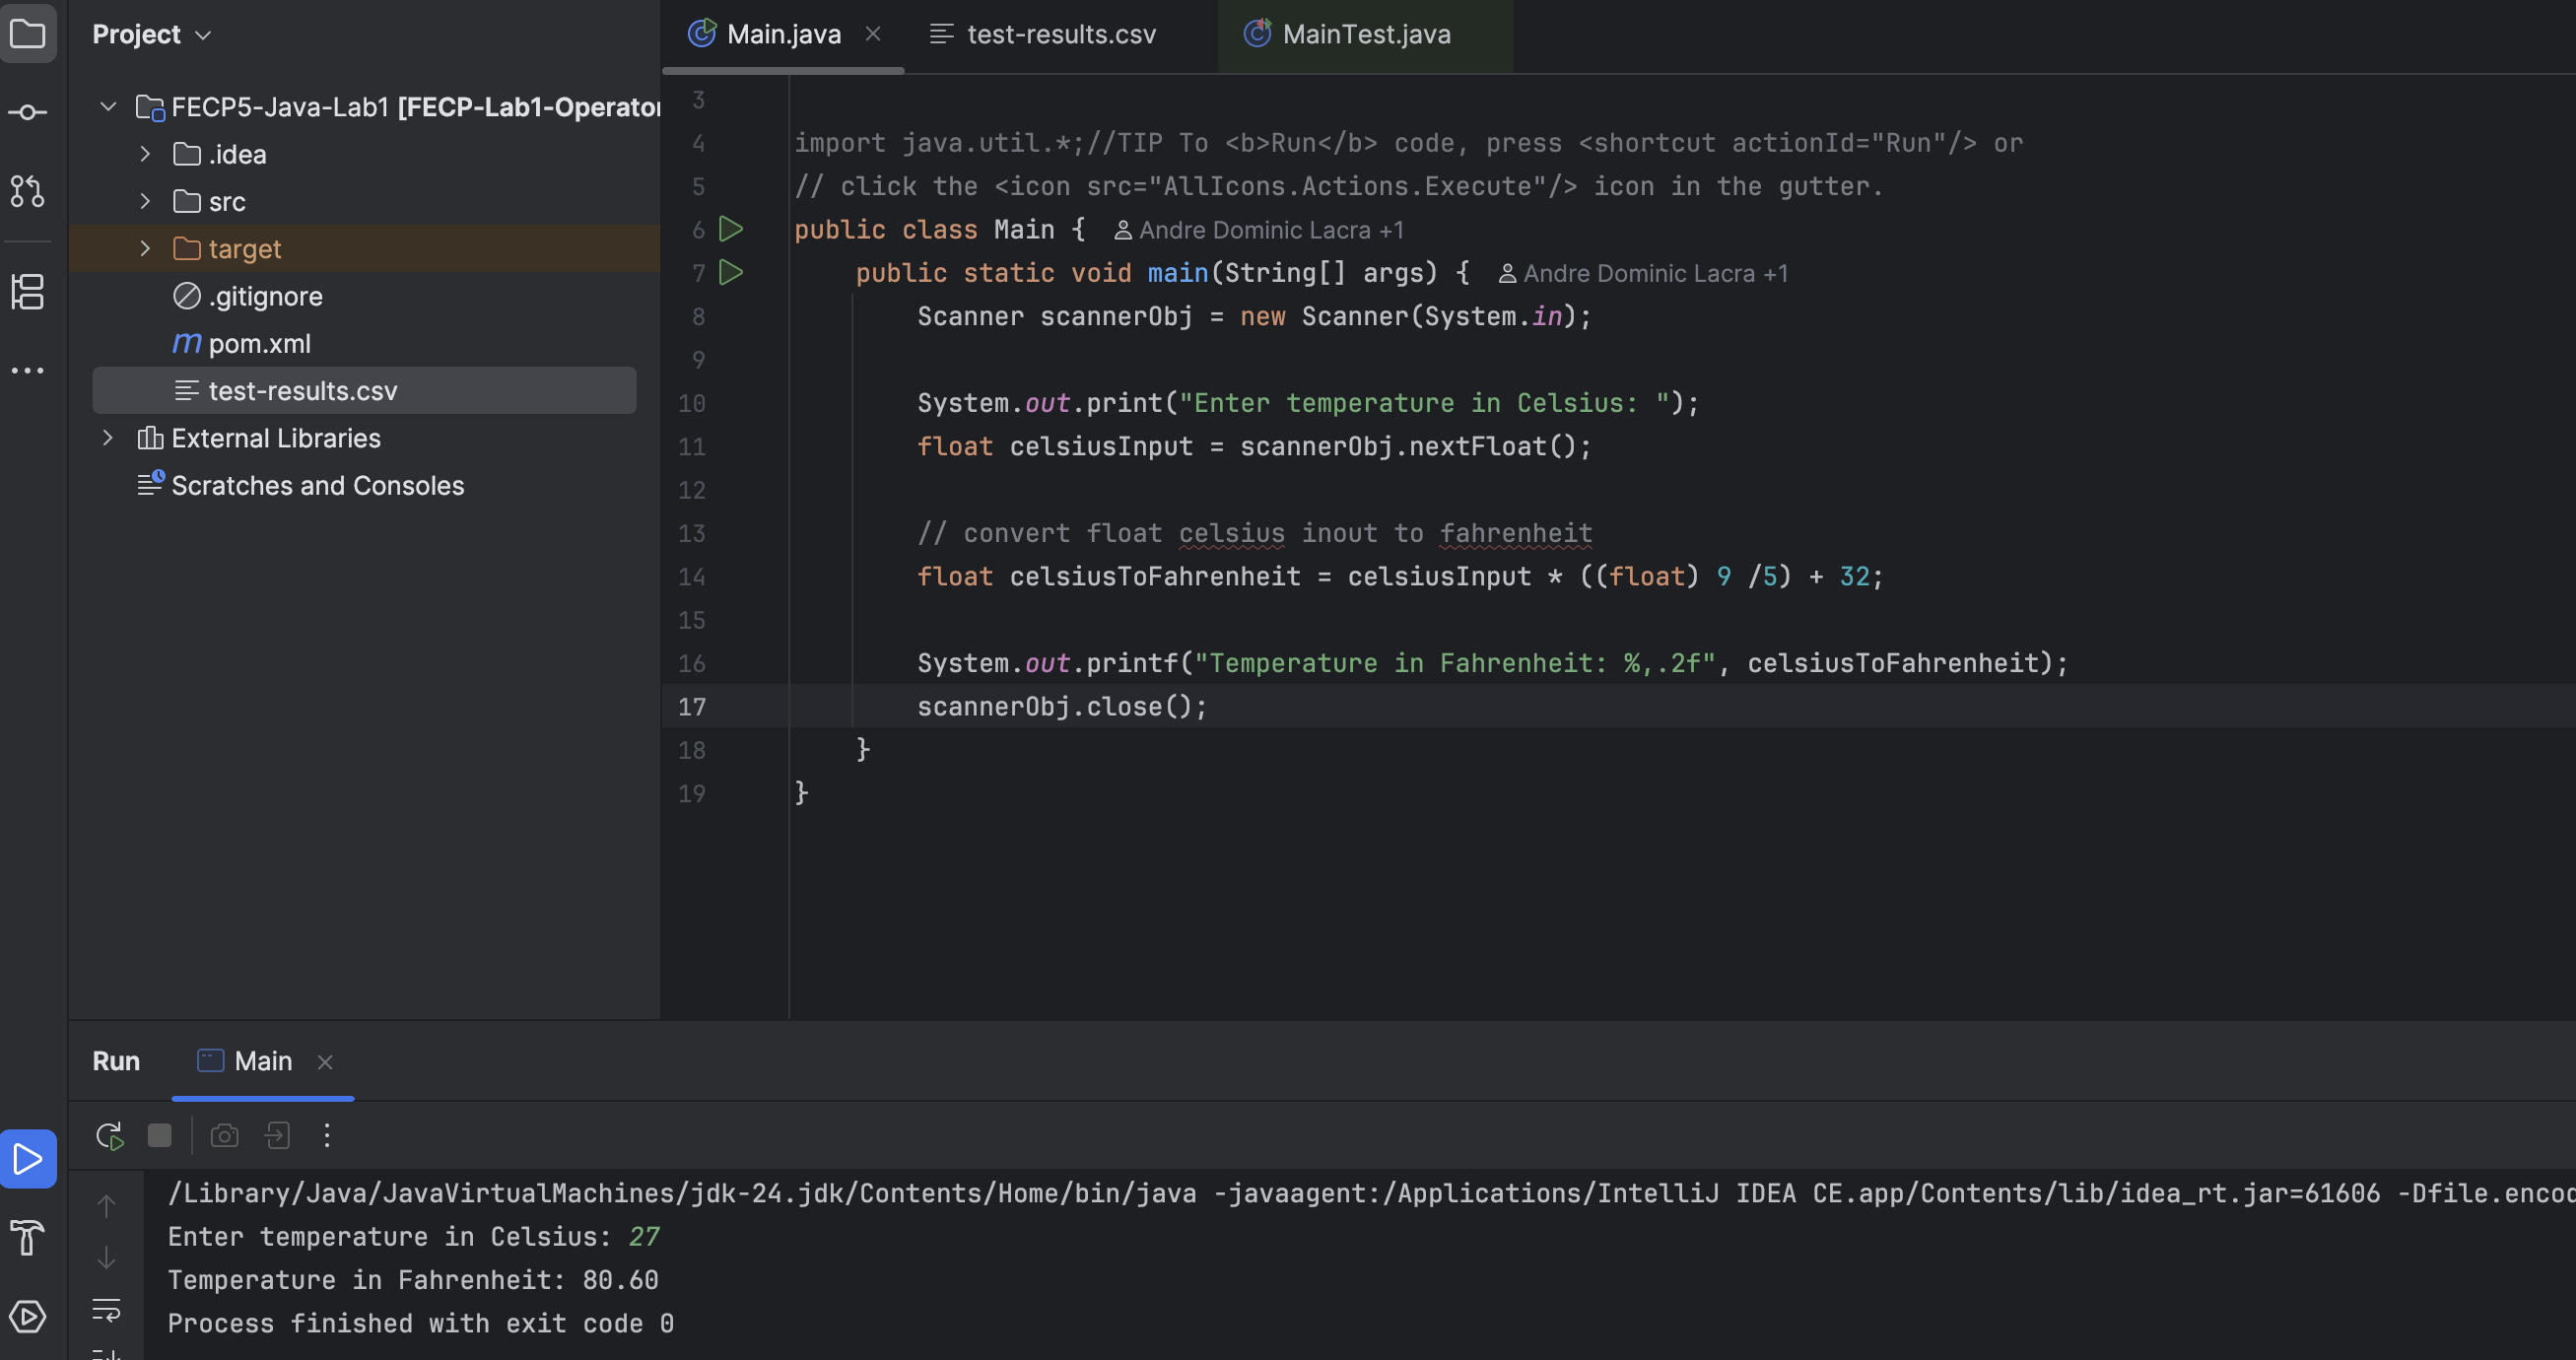 Project
Main.java
test-results.csv
MainTest.java
FECP5-Java-Lab1 [FECP-Lab1-Operator
.idea
src
target
.gitignore
pom.xml
test-results.csv
External Libraries
Scratches and Consoles
3
4 import java.util.*;//TIP To <b>Run</b> code, press <shortcut actionId="Run"/> or
5 // click the <icon src="AllIcons.Actions.Execute"/> icon in the gutter.
6 public class Main { Andre Dominic Lacra +1
7 public static void main(String[] args) { Andre Dominic Lacra +1
8 Scanner scannerObj = new Scanner(System.in);
9
10 System.out.print("Enter temperature in Celsius: ");
11 float celsiusInput = scannerObj.nextFloat();
12
13 // convert float celsius inout to fahrenheit
14 float celsiusToFahrenheit = celsiusInput * ((float) 9 /5) + 32;
15
16 System.out.printf("Temperature in Fahrenheit: %,.2f", celsiusToFahrenheit);
17 scannerObj.close();
18 }
19 }
Run
Main
/Library/Java/JavaVirtualMachines/jdk-24.jdk/Contents/Home/bin/java -javaagent:/Applications/IntelliJ IDEA CE.app/Contents/lib/idea_rt.jar=61606 -Dfile.encod
Enter temperature in Celsius: 27
Temperature in Fahrenheit: 80.60
Process finished with exit code 0